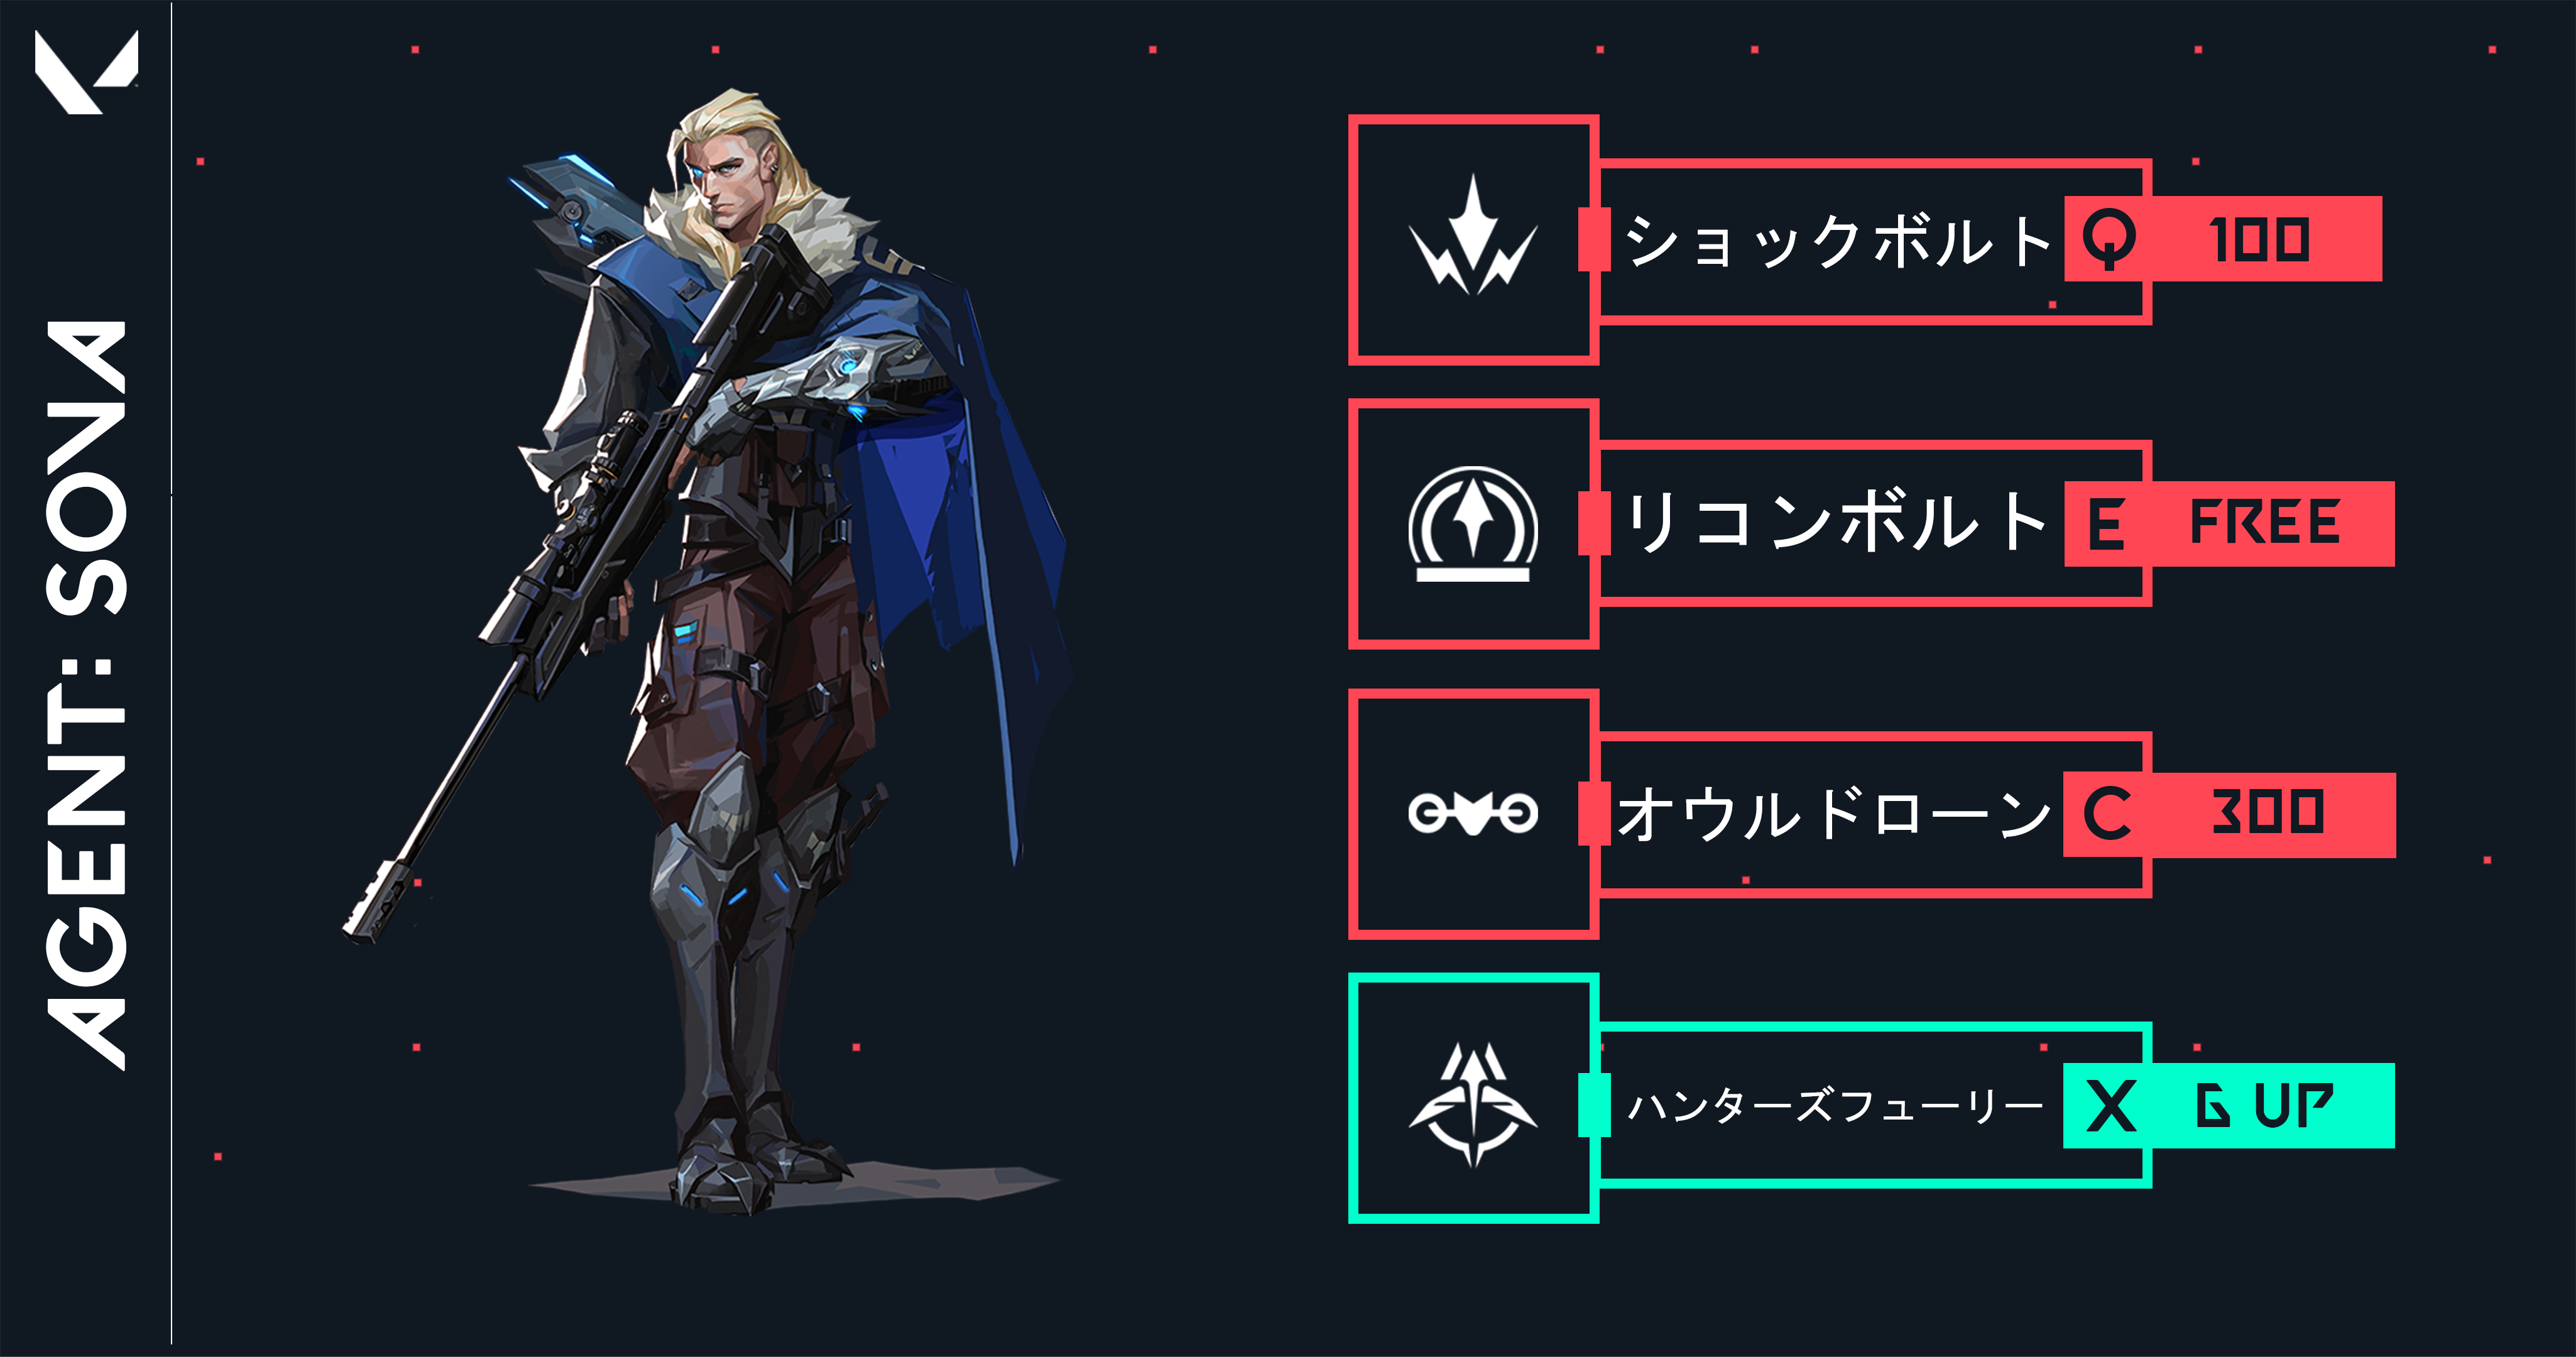 AGENT: SOVA
ショックボルト Q 100
リコンボルト E FREE
オウルドローン C 300
ハンターズフューリー X 6 UP